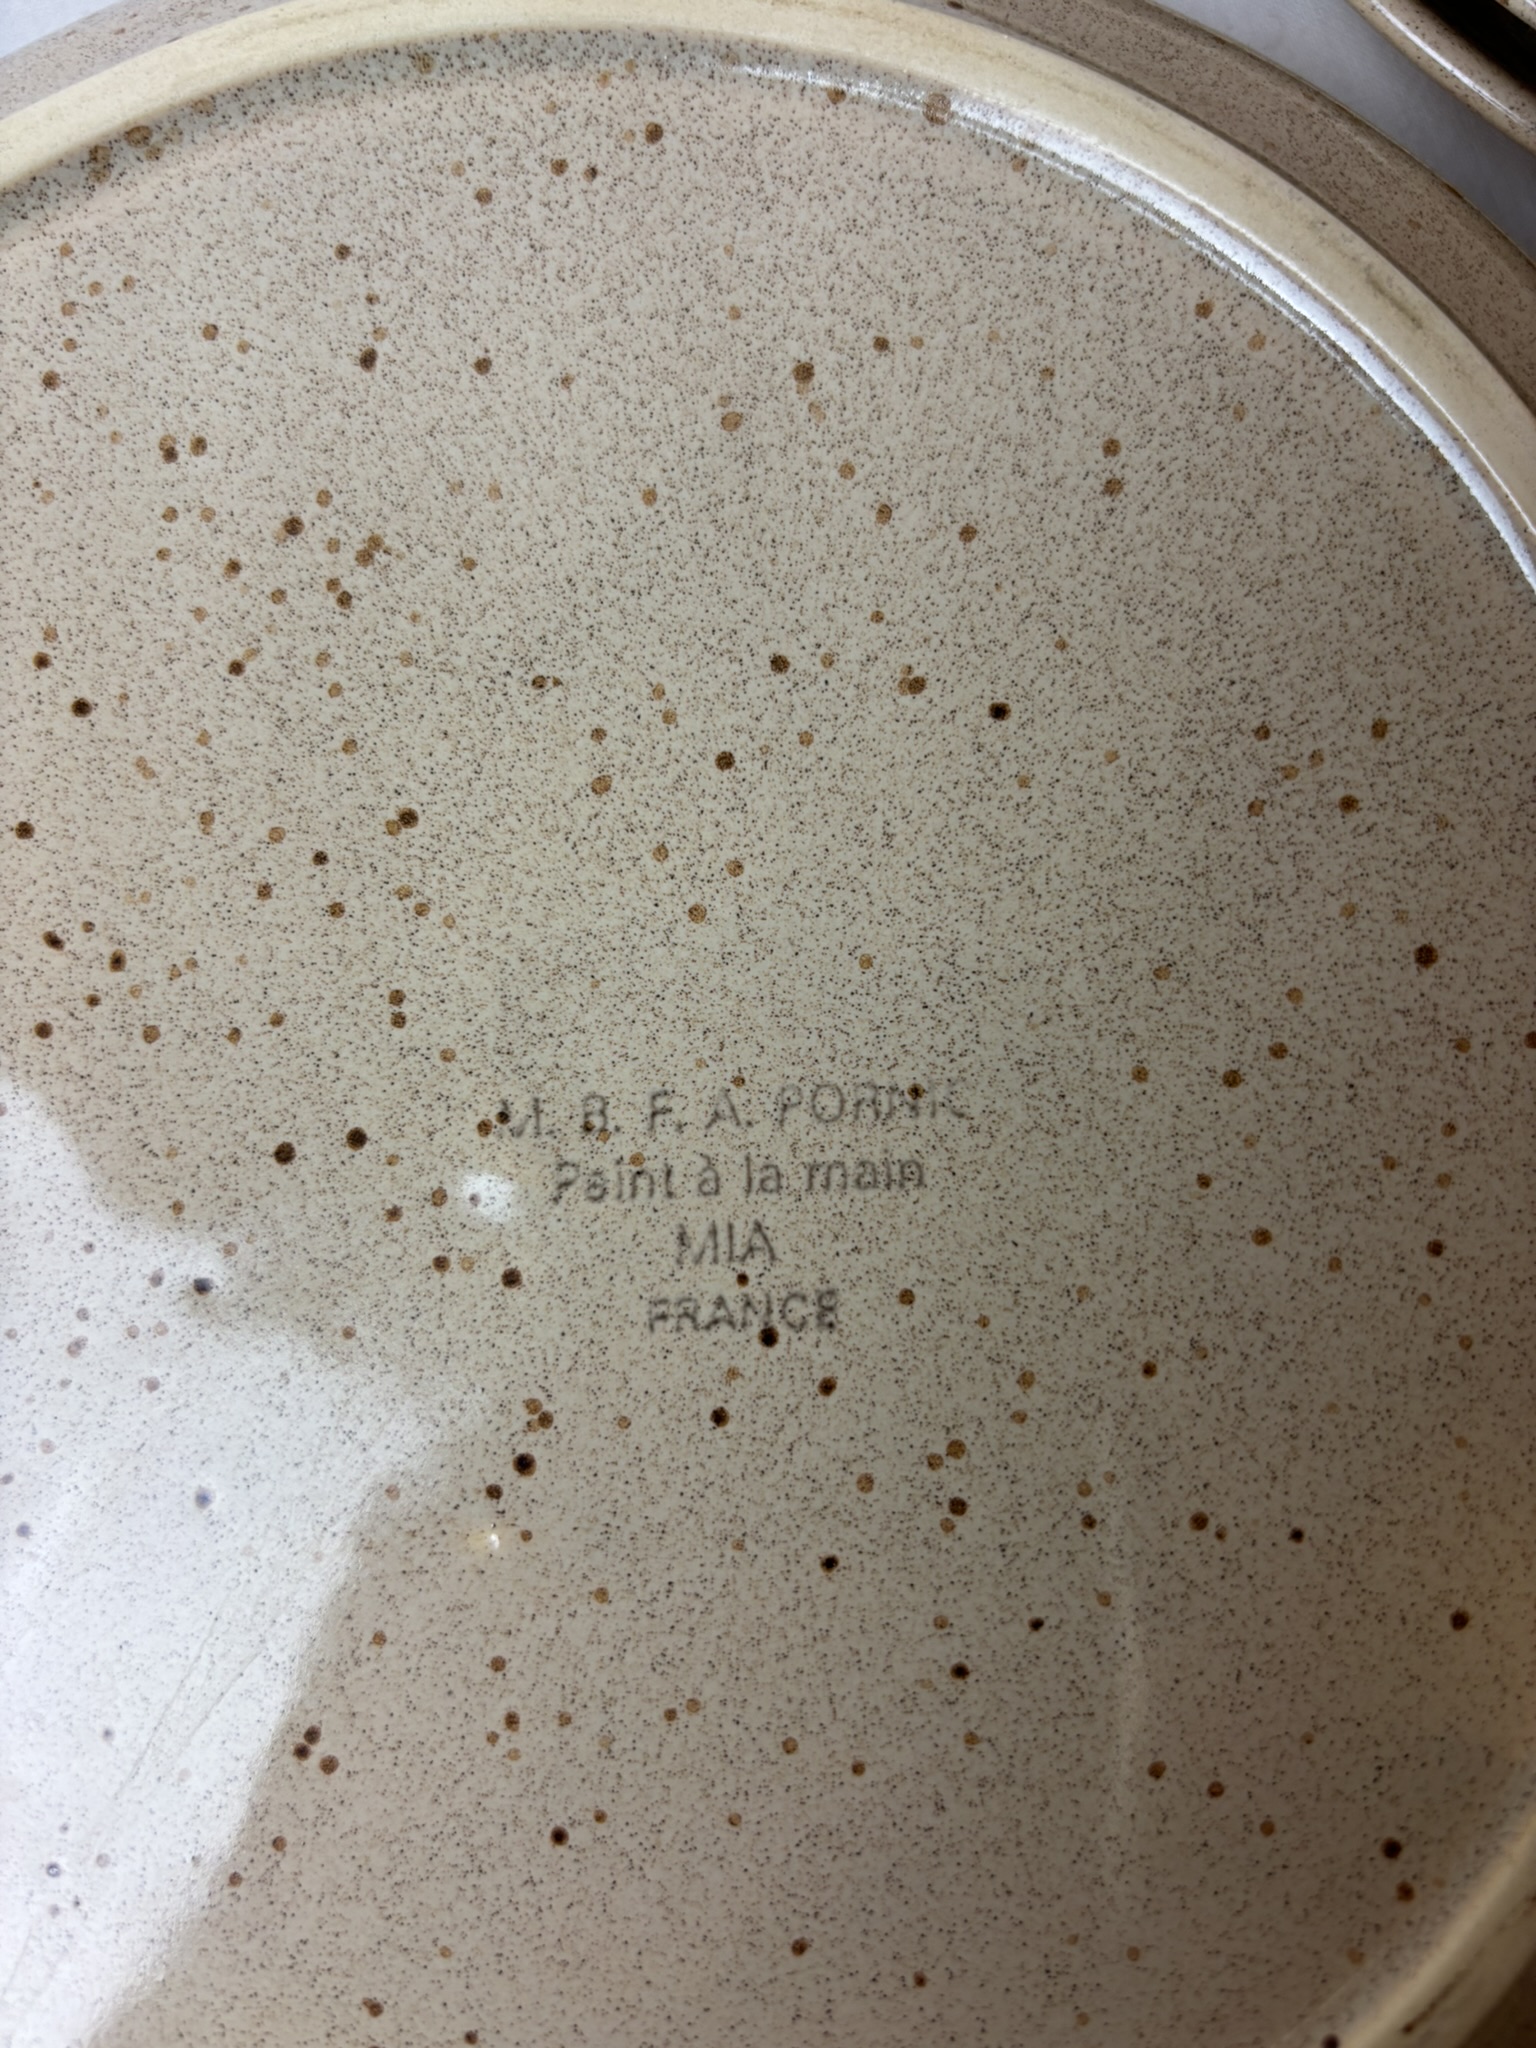 M. B. F. A. PORNIC
Peint à la main
MIA
FRANCE